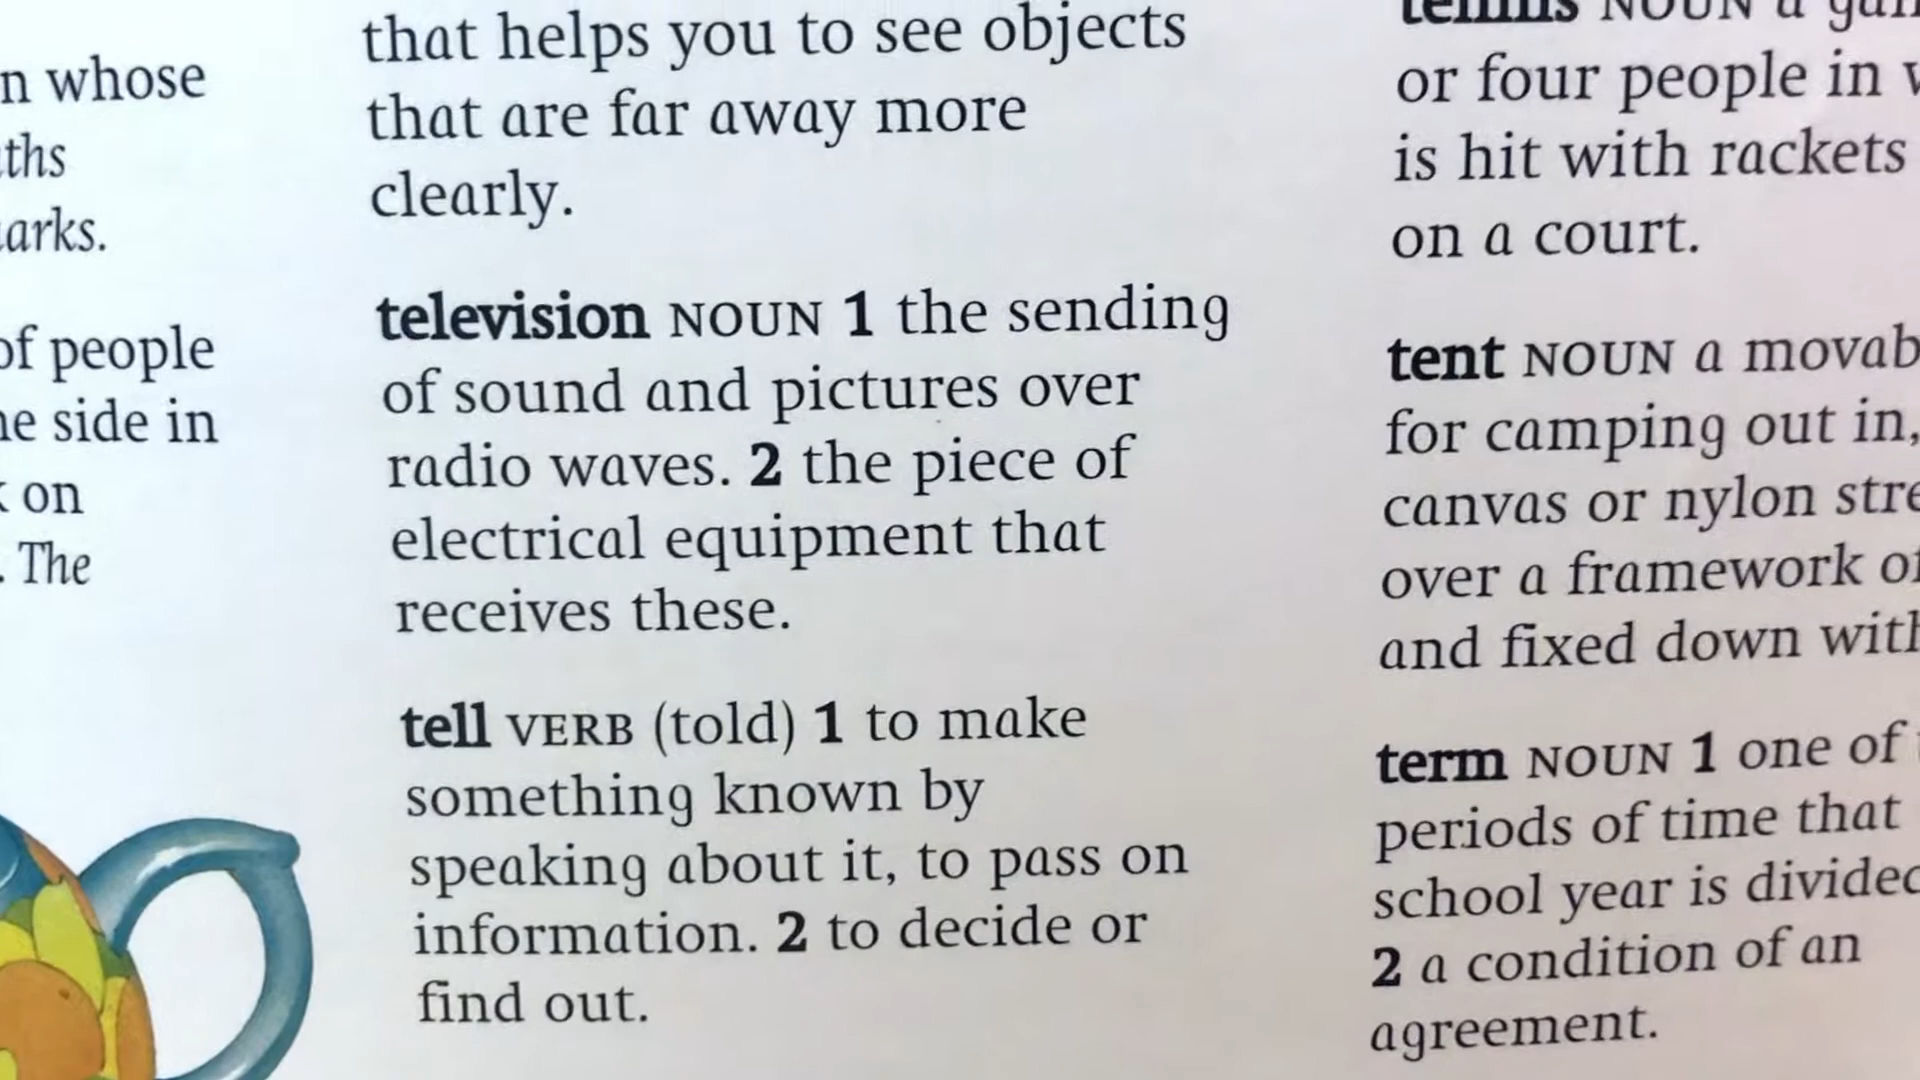 n whose
ths
arks.
of people
ne side in
on
. The
that helps you to see objects
that are far away more
clearly.
television NOUN 1 the sending
of sound and pictures over
radio waves. 2 the piece of
electrical equipment that
receives these.
tell VERB (told) 1 to make
something known by
speaking about it, to pass on
information. 2 to decide or
find out.
tennis NOUN a
or four people in
is hit with rackets
on a court.
tent NOUN a movab
for camping out in,
canvas or nylon stre
over a framework of
and fixed down with
term NOUN 1 one of
periods of time that
school year is divided
2 a condition of an
agreement.